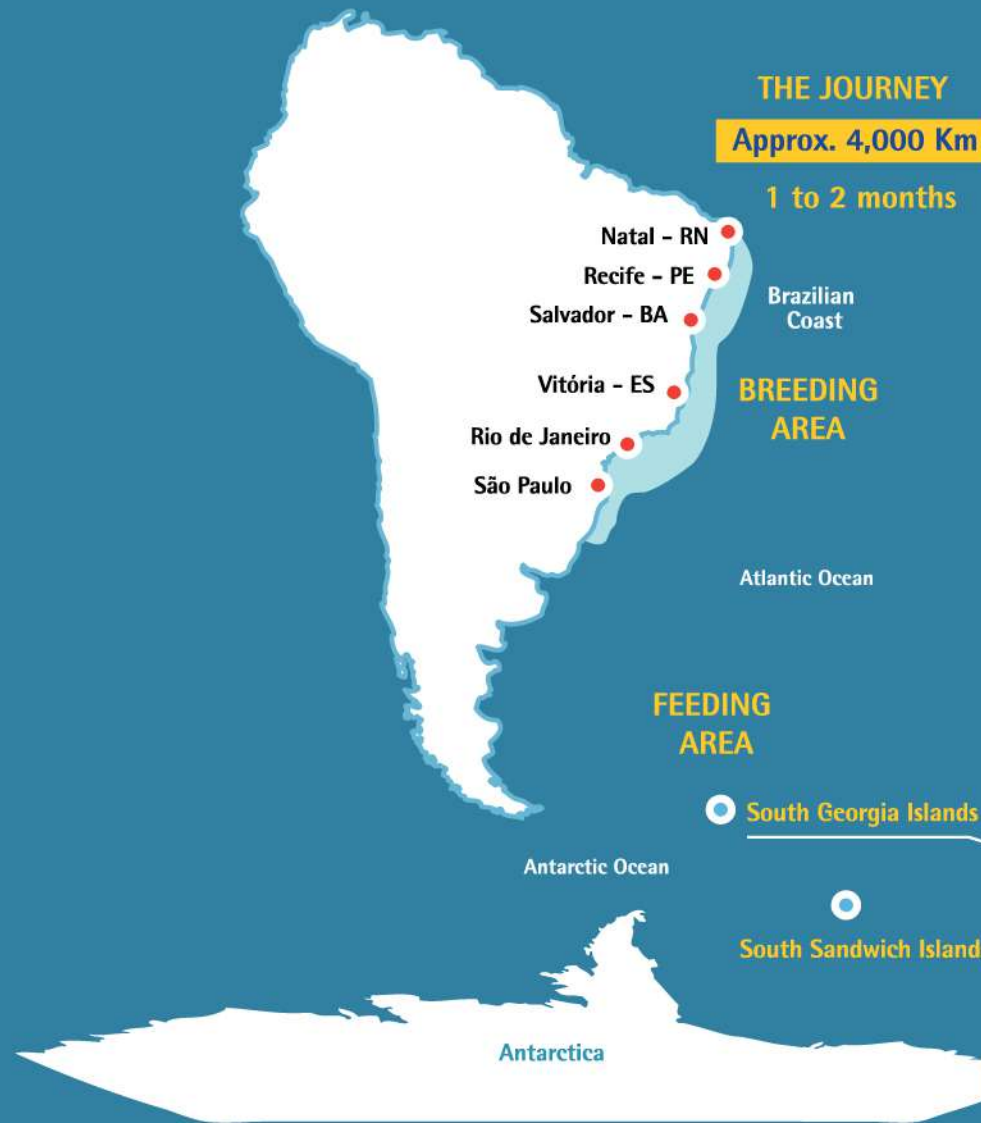 THE JOURNEY
Approx. 4,000 Km
1 to 2 months
Natal - RN
Recife - PE
Salvador - BA
Brazilian
Coast
Vitória - ES
BREEDING
AREA
Rio de Janeiro
São Paulo
Atlantic Ocean
FEEDING
AREA
South Georgia Islands
Antarctic Ocean
South Sandwich Island
Antarctica